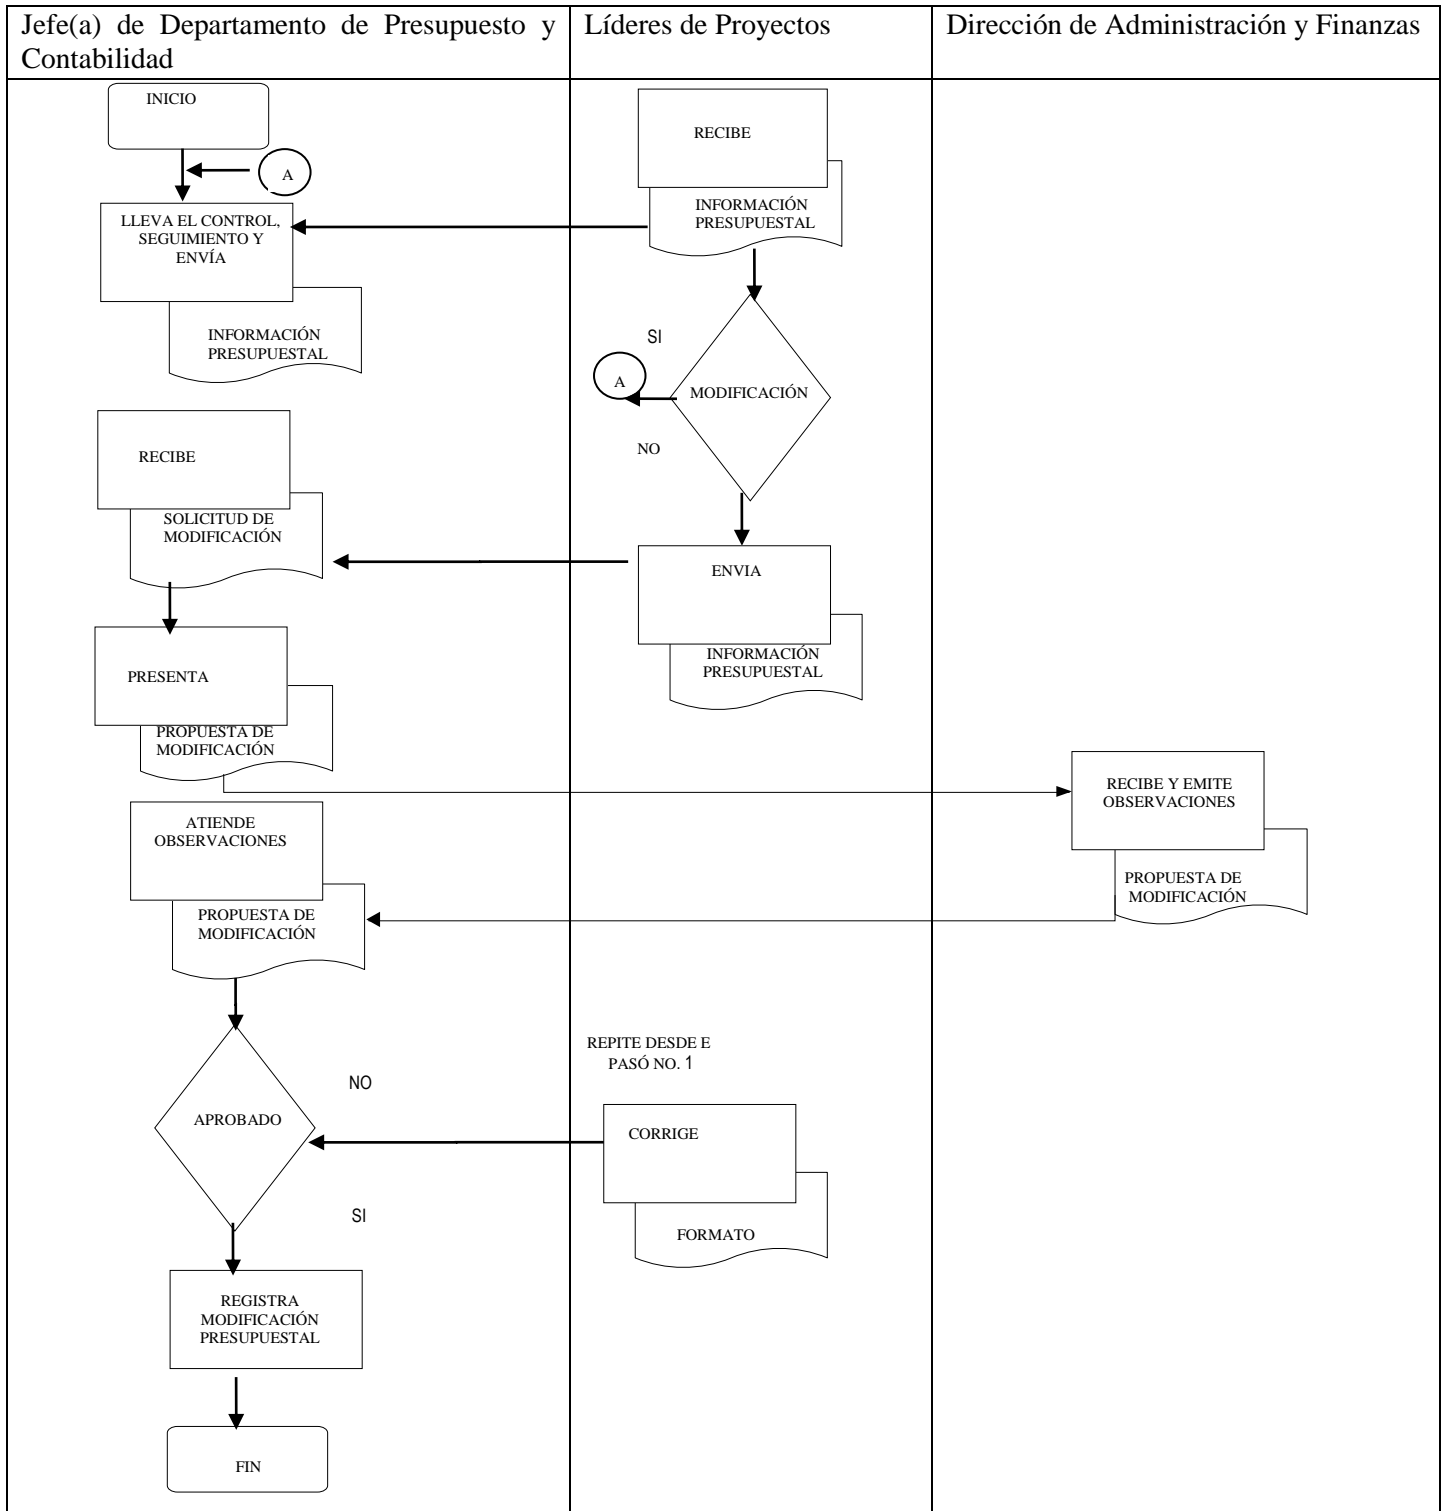 Jefe(a) de Departamento de Presupuesto y
Contabilidad
Líderes de Proyectos
Dirección de Administración y Finanzas
INICIO
A
LLEVA EL CONTROL,
SEGUIMIENTO Y
ENVÍA
INFORMACIÓN
PRESUPUESTAL
RECIBE
INFORMACIÓN
PRESUPUESTAL
SI
A
MODIFICACIÓN
NO
RECIBE
SOLICITUD DE
MODIFICACIÓN
ENVIA
INFORMACIÓN
PRESUPUESTAL
PRESENTA
PROPUESTA DE
MODIFICACIÓN
RECIBE Y EMITE
OBSERVACIONES
PROPUESTA DE
MODIFICACIÓN
ATIENDE
OBSERVACIONES
PROPUESTA DE
MODIFICACIÓN
REPITE DESDE E
PASÓ NO. 1
NO
APROBADO
CORRIGE
FORMATO
SI
REGISTRA
MODIFICACIÓN
PRESUPUESTAL
FIN